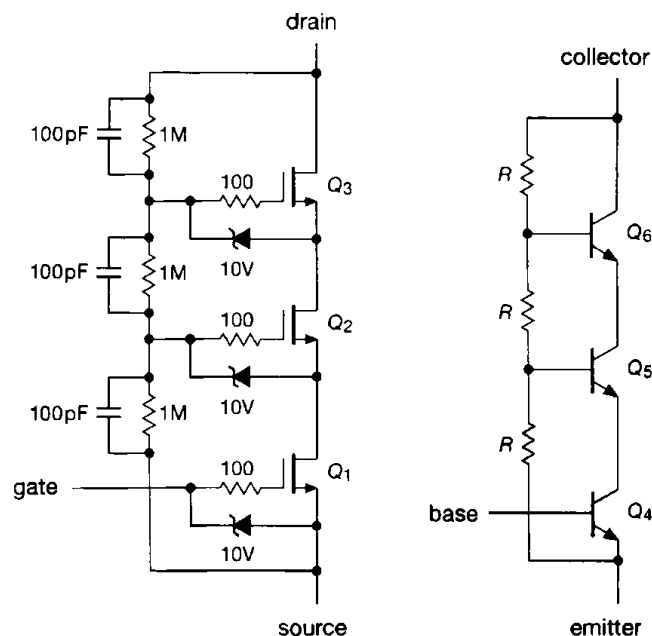 drain
collector
100pF
1M
100
Q3
10V
R
Q6
100pF
1M
100
Q2
10V
R
Q5
100pF
1M
100
Q1
10V
R
gate
base
Q4
source
emitter